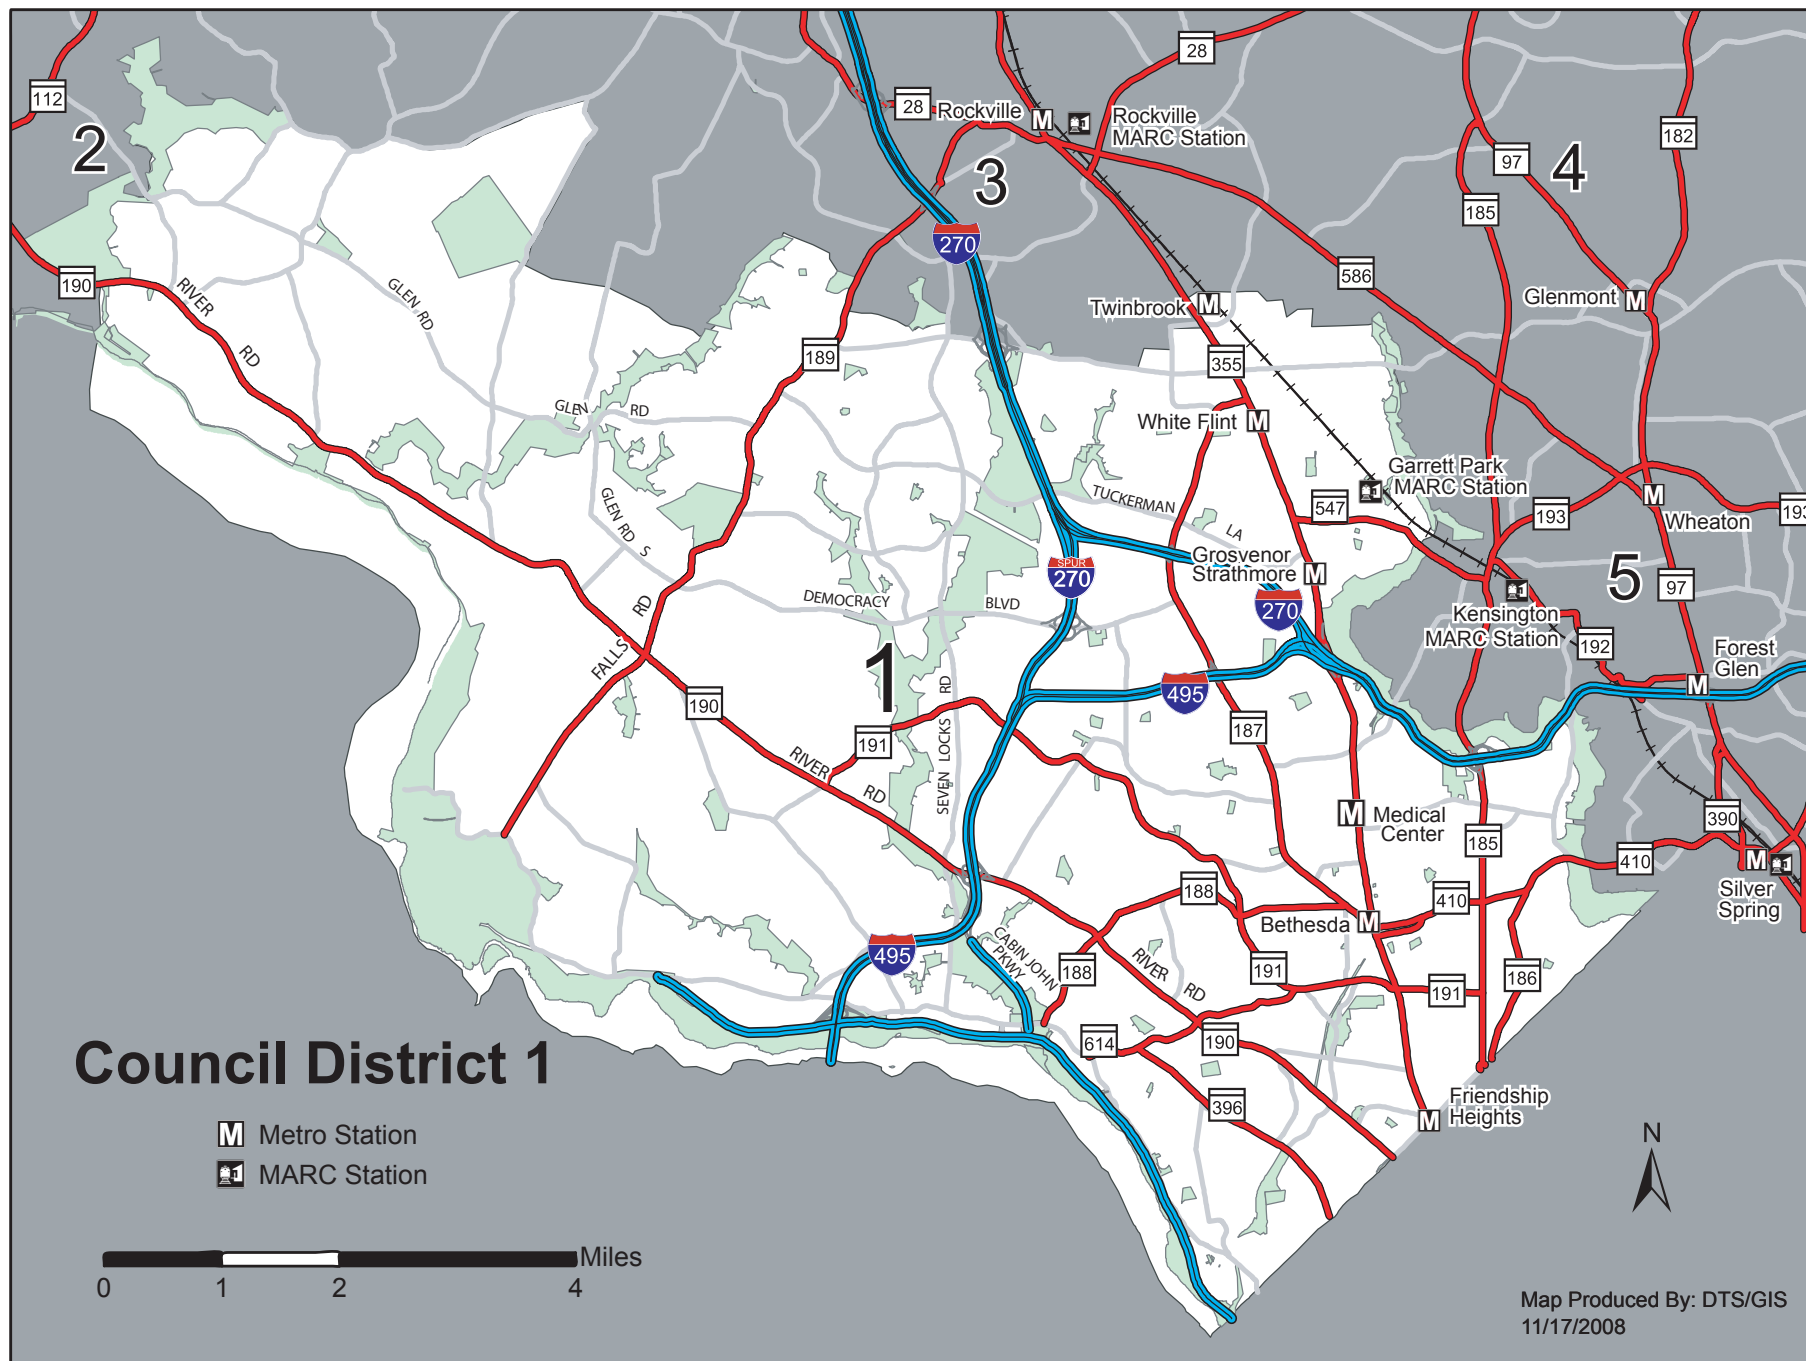 28
112
28
Rockville
Rockville
MARC Station
182
2
3
97
4
185
270
190
RIVER
GLEN RD
586
Glenmont
Twinbrook
RD
189
355
GLEN
RD
White Flint
Garrett Park
MARC Station
TUCKERMAN
LA
547
193
Wheaton
193
GLEN RD S
Grosvenor
Strathmore
SPUR
270
270
5
97
DEMOCRACY
BLVD
Kensington
MARC Station
192
Forest
Glen
RD
FALLS
1
495
190
191
SEVEN LOCKS
RD
187
RIVER
RD
Medical
Center
185
390
410
Silver
Spring
188
410
Bethesda
495
CABIN JOHN
PKWY
188
RIVER
RD
191
191
186
614
190
396
Friendship
Heights
Council District 1
M Metro Station
MARC Station
N
Miles
0 1 2 4
Map Produced By: DTS/GIS
11/17/2008